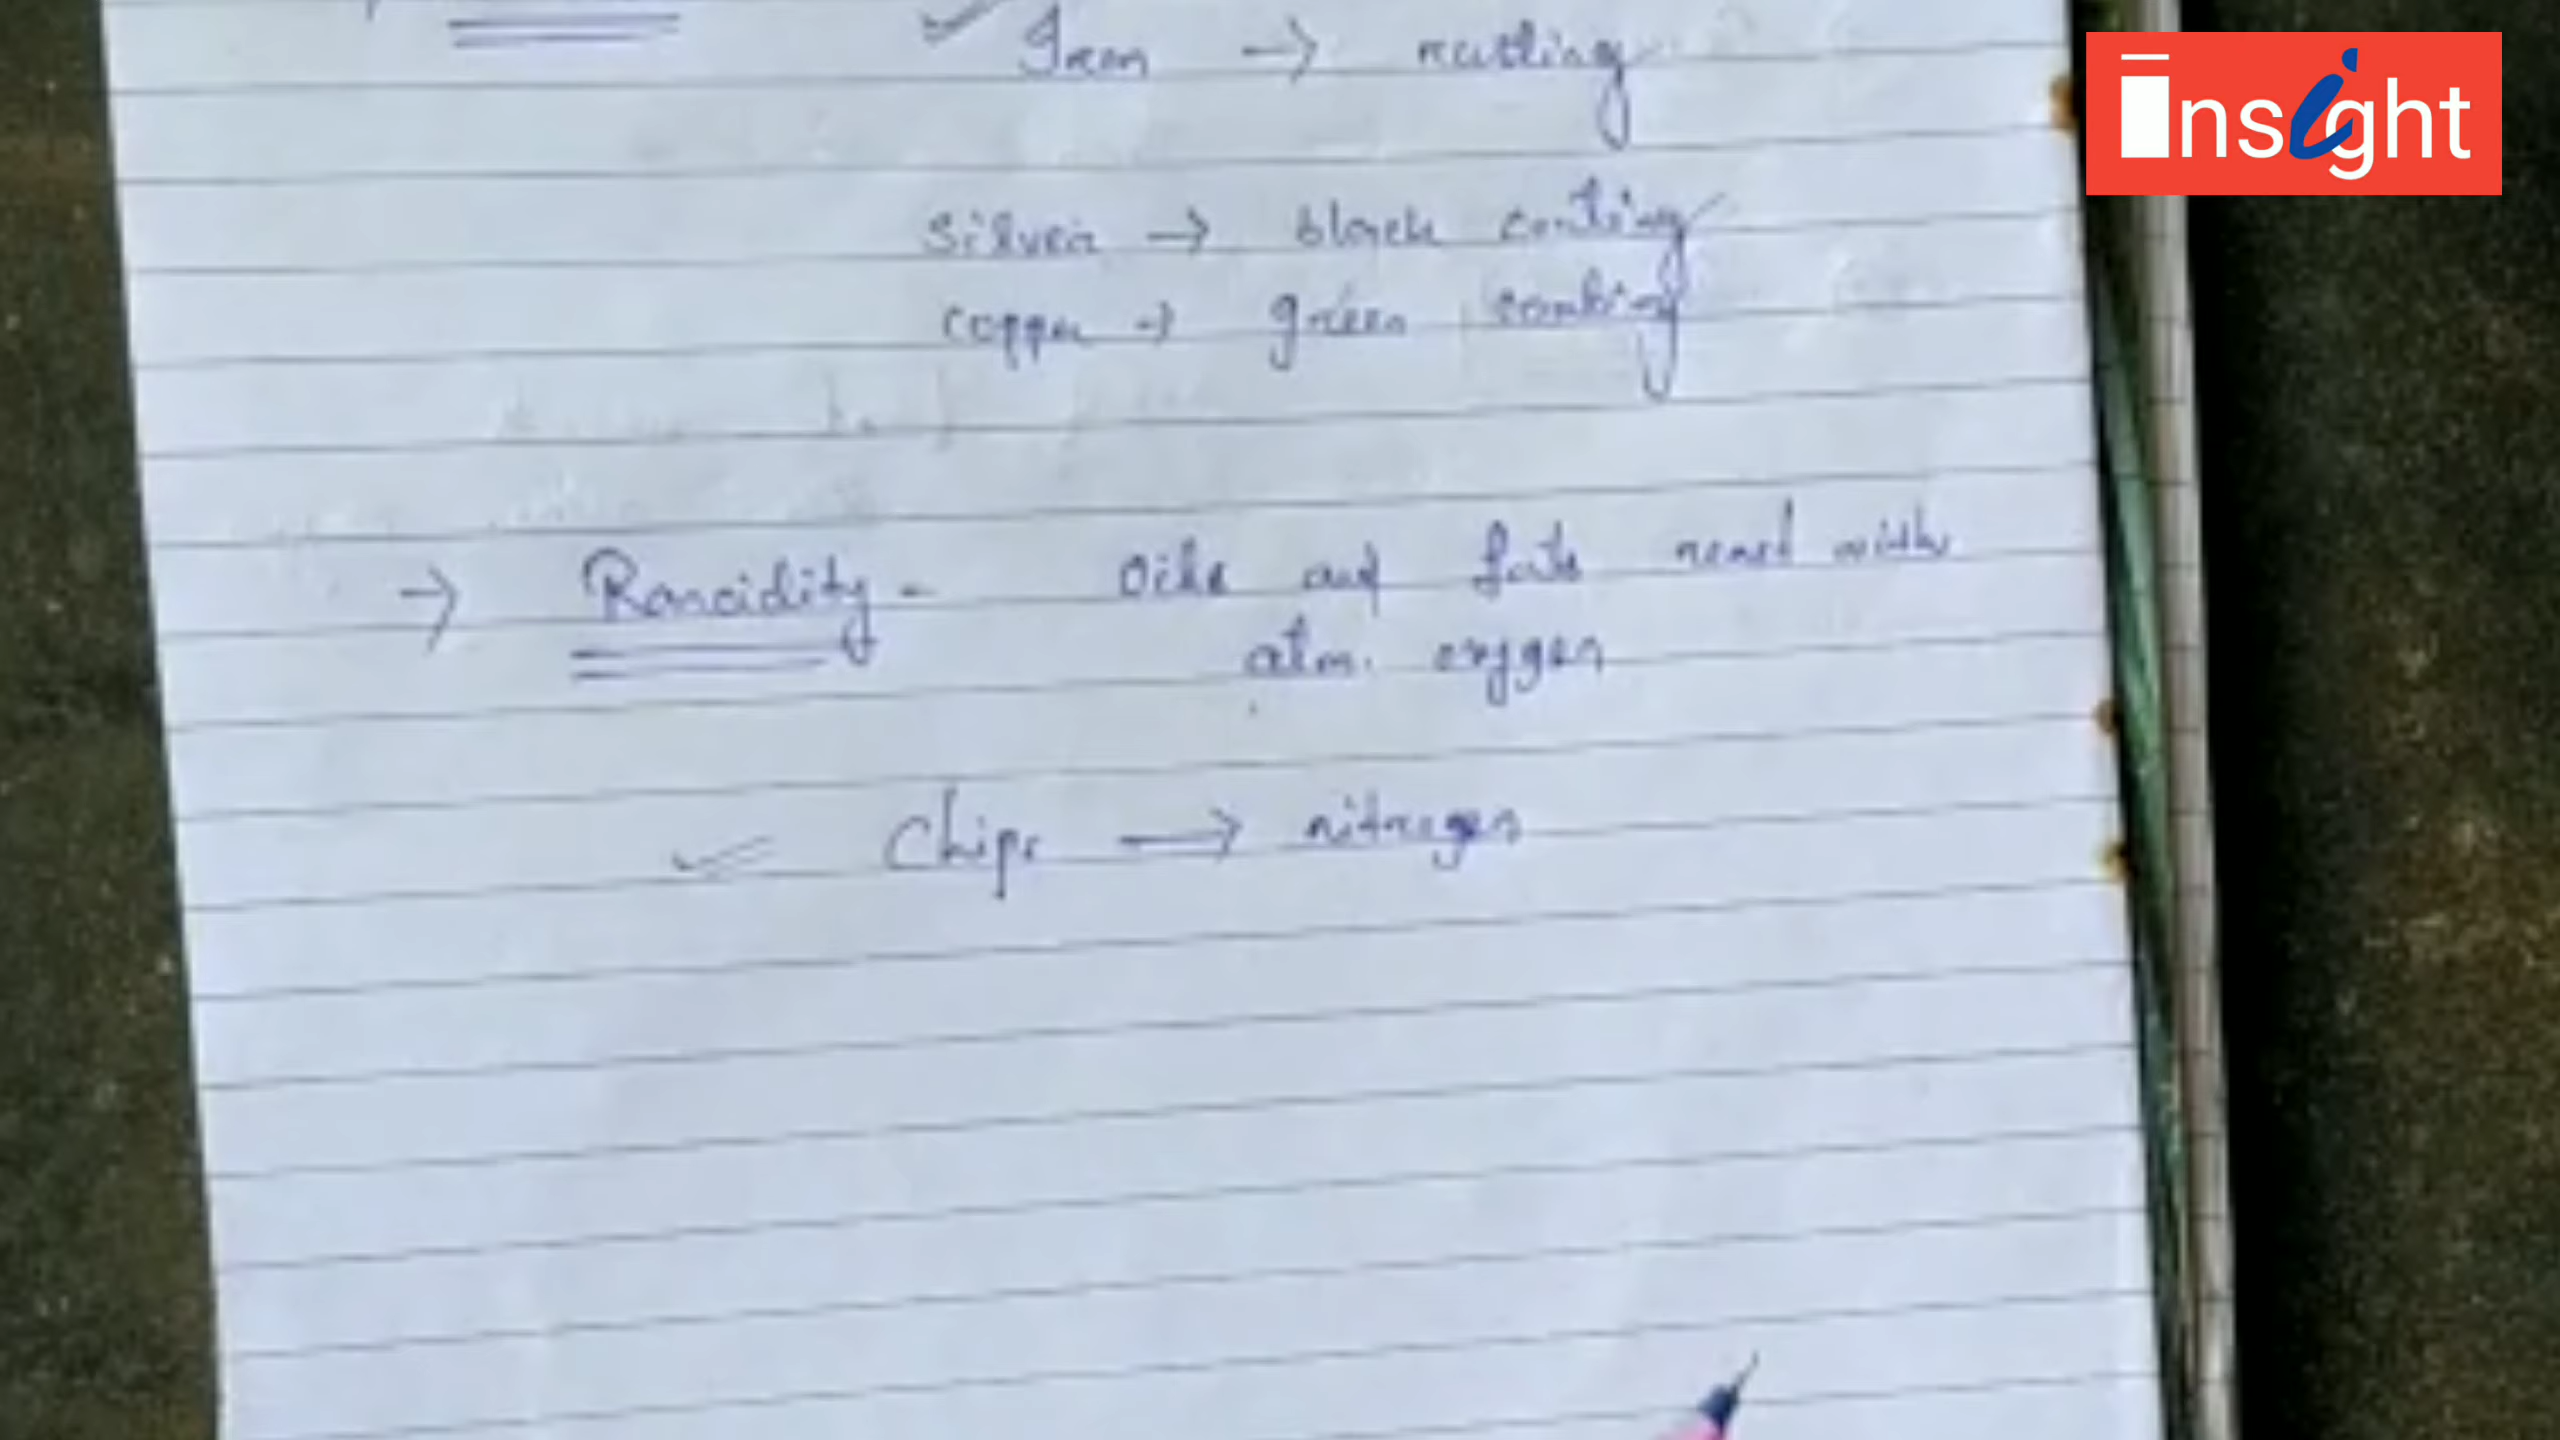 Iron → rusting
Insight
Silver → black coating
copper → green coating
→ Rancidity - Oils and fats react with
atm. oxygen
Chips → nitrogen